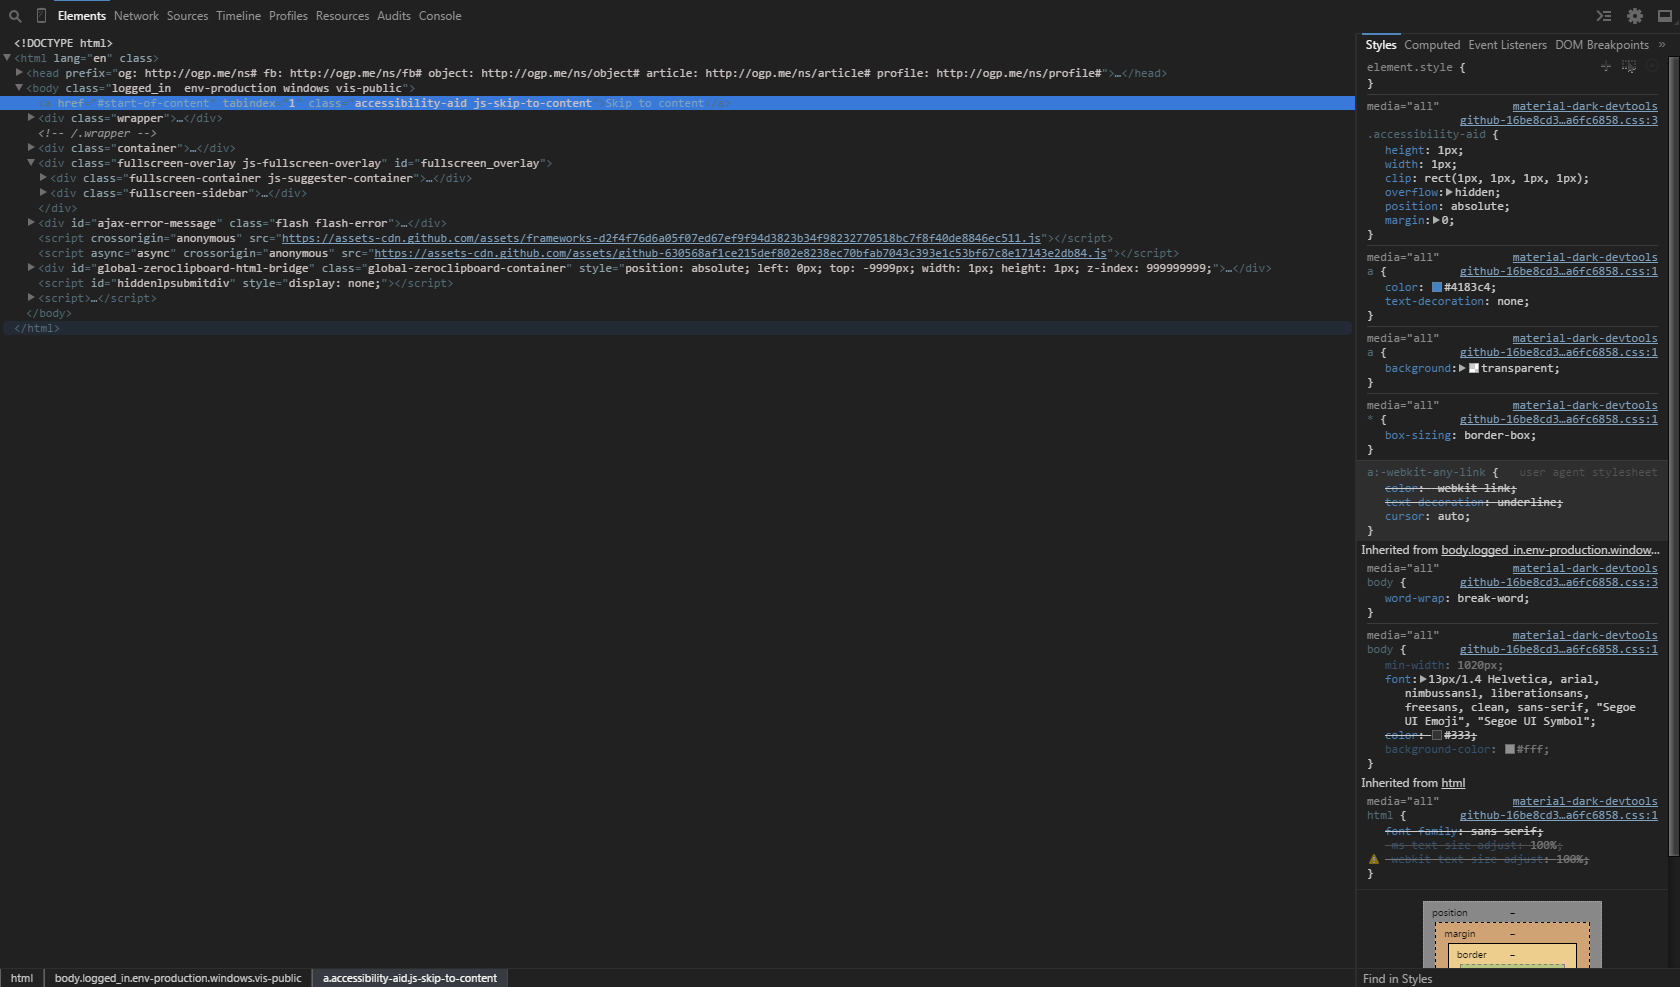 Elements Network Sources Timeline Profiles Resources Audits Console
<!DOCTYPE html>
<html lang="en" class>
<head prefix="og: http://ogp.me/ns# fb: http://ogp.me/ns/fb# object: http://ogp.me/ns/object# article: http://ogp.me/ns/article# profile: http://ogp.me/ns/profile#">…</head>
<body class="logged_in  env-production windows vis-public">
<a href="#start-of-content" tabindex="1" class="accessibility-aid js-skip-to-content">Skip to content</a>
<div class="wrapper">…</div>
<!-- /.wrapper -->
<div class="container">…</div>
<div class="fullscreen-overlay js-fullscreen-overlay" id="fullscreen_overlay">
<div class="fullscreen-container js-suggester-container">…</div>
<div class="fullscreen-sidebar">…</div>
</div>
<div id="ajax-error-message" class="flash flash-error">…</div>
<script crossorigin="anonymous" src="https://assets-cdn.github.com/assets/frameworks-d2f4f76d6a05f07ed67ef9f94d3823b34f98232770518bc7f8f40de8846ec511.js"></script>
<script async="async" crossorigin="anonymous" src="https://assets-cdn.github.com/assets/github-630568af1ce215def802e8238ec70bfab7043c393e1c53bf67c8e17143e2db84.js"></script>
<div id="global-zeroclipboard-html-bridge" class="global-zeroclipboard-container" style="position: absolute; left: 0px; top: -9999px; width: 1px; height: 1px; z-index: 999999999;">…</div>
<script id="hiddenlpsubmitdiv" style="display: none;"></script>
<script>…</script>
</body>
</html>
html body.logged_in.env-production.windows.vis-public a.accessibility-aid.js-skip-to-content
Styles Computed Event Listeners DOM Breakpoints »
element.style {
}
media="all" material-dark-devtools
github-16be8cd3…a6fc6858.css:3
.accessibility-aid {
height: 1px;
width: 1px;
clip: rect(1px, 1px, 1px, 1px);
overflow: hidden;
position: absolute;
margin: 0;
}
media="all" material-dark-devtools
a { github-16be8cd3…a6fc6858.css:1
color: #4183c4;
text-decoration: none;
}
media="all" material-dark-devtools
a { github-16be8cd3…a6fc6858.css:1
background: transparent;
}
media="all" material-dark-devtools
* { github-16be8cd3…a6fc6858.css:1
box-sizing: border-box;
}
a:-webkit-any-link { user agent stylesheet
color: -webkit-link;
text-decoration: underline;
cursor: auto;
}
Inherited from body.logged_in.env-production.window…
media="all" material-dark-devtools
body { github-16be8cd3…a6fc6858.css:3
word-wrap: break-word;
}
media="all" material-dark-devtools
body { github-16be8cd3…a6fc6858.css:1
min-width: 1020px;
font: 13px/1.4 Helvetica, arial,
nimbussansl, liberationsans,
freesans, clean, sans-serif, "Segoe
UI Emoji", "Segoe UI Symbol";
color: #333;
background-color: #fff;
}
Inherited from html
media="all" material-dark-devtools
html { github-16be8cd3…a6fc6858.css:1
font-family: sans-serif;
-ms-text-size-adjust: 100%;
-webkit-text-size-adjust: 100%;
}
position –
margin –
border –
Find in Styles